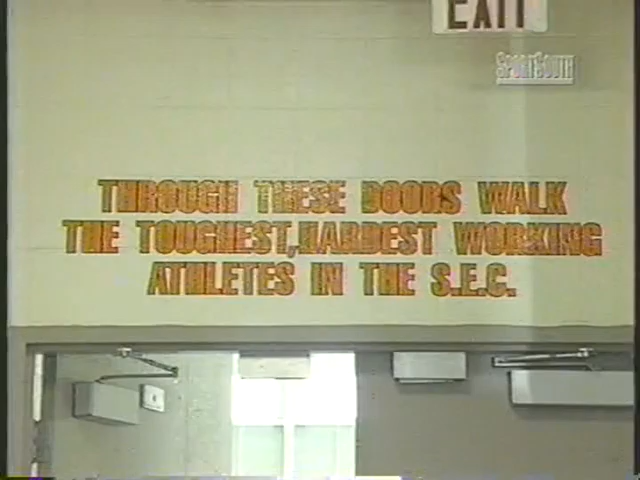 EXIT
SPORTSOUTH
THROUGH THESE DOORS WALK
THE TOUGHEST, HARDEST WORKING
ATHLETES IN THE S.E.C.